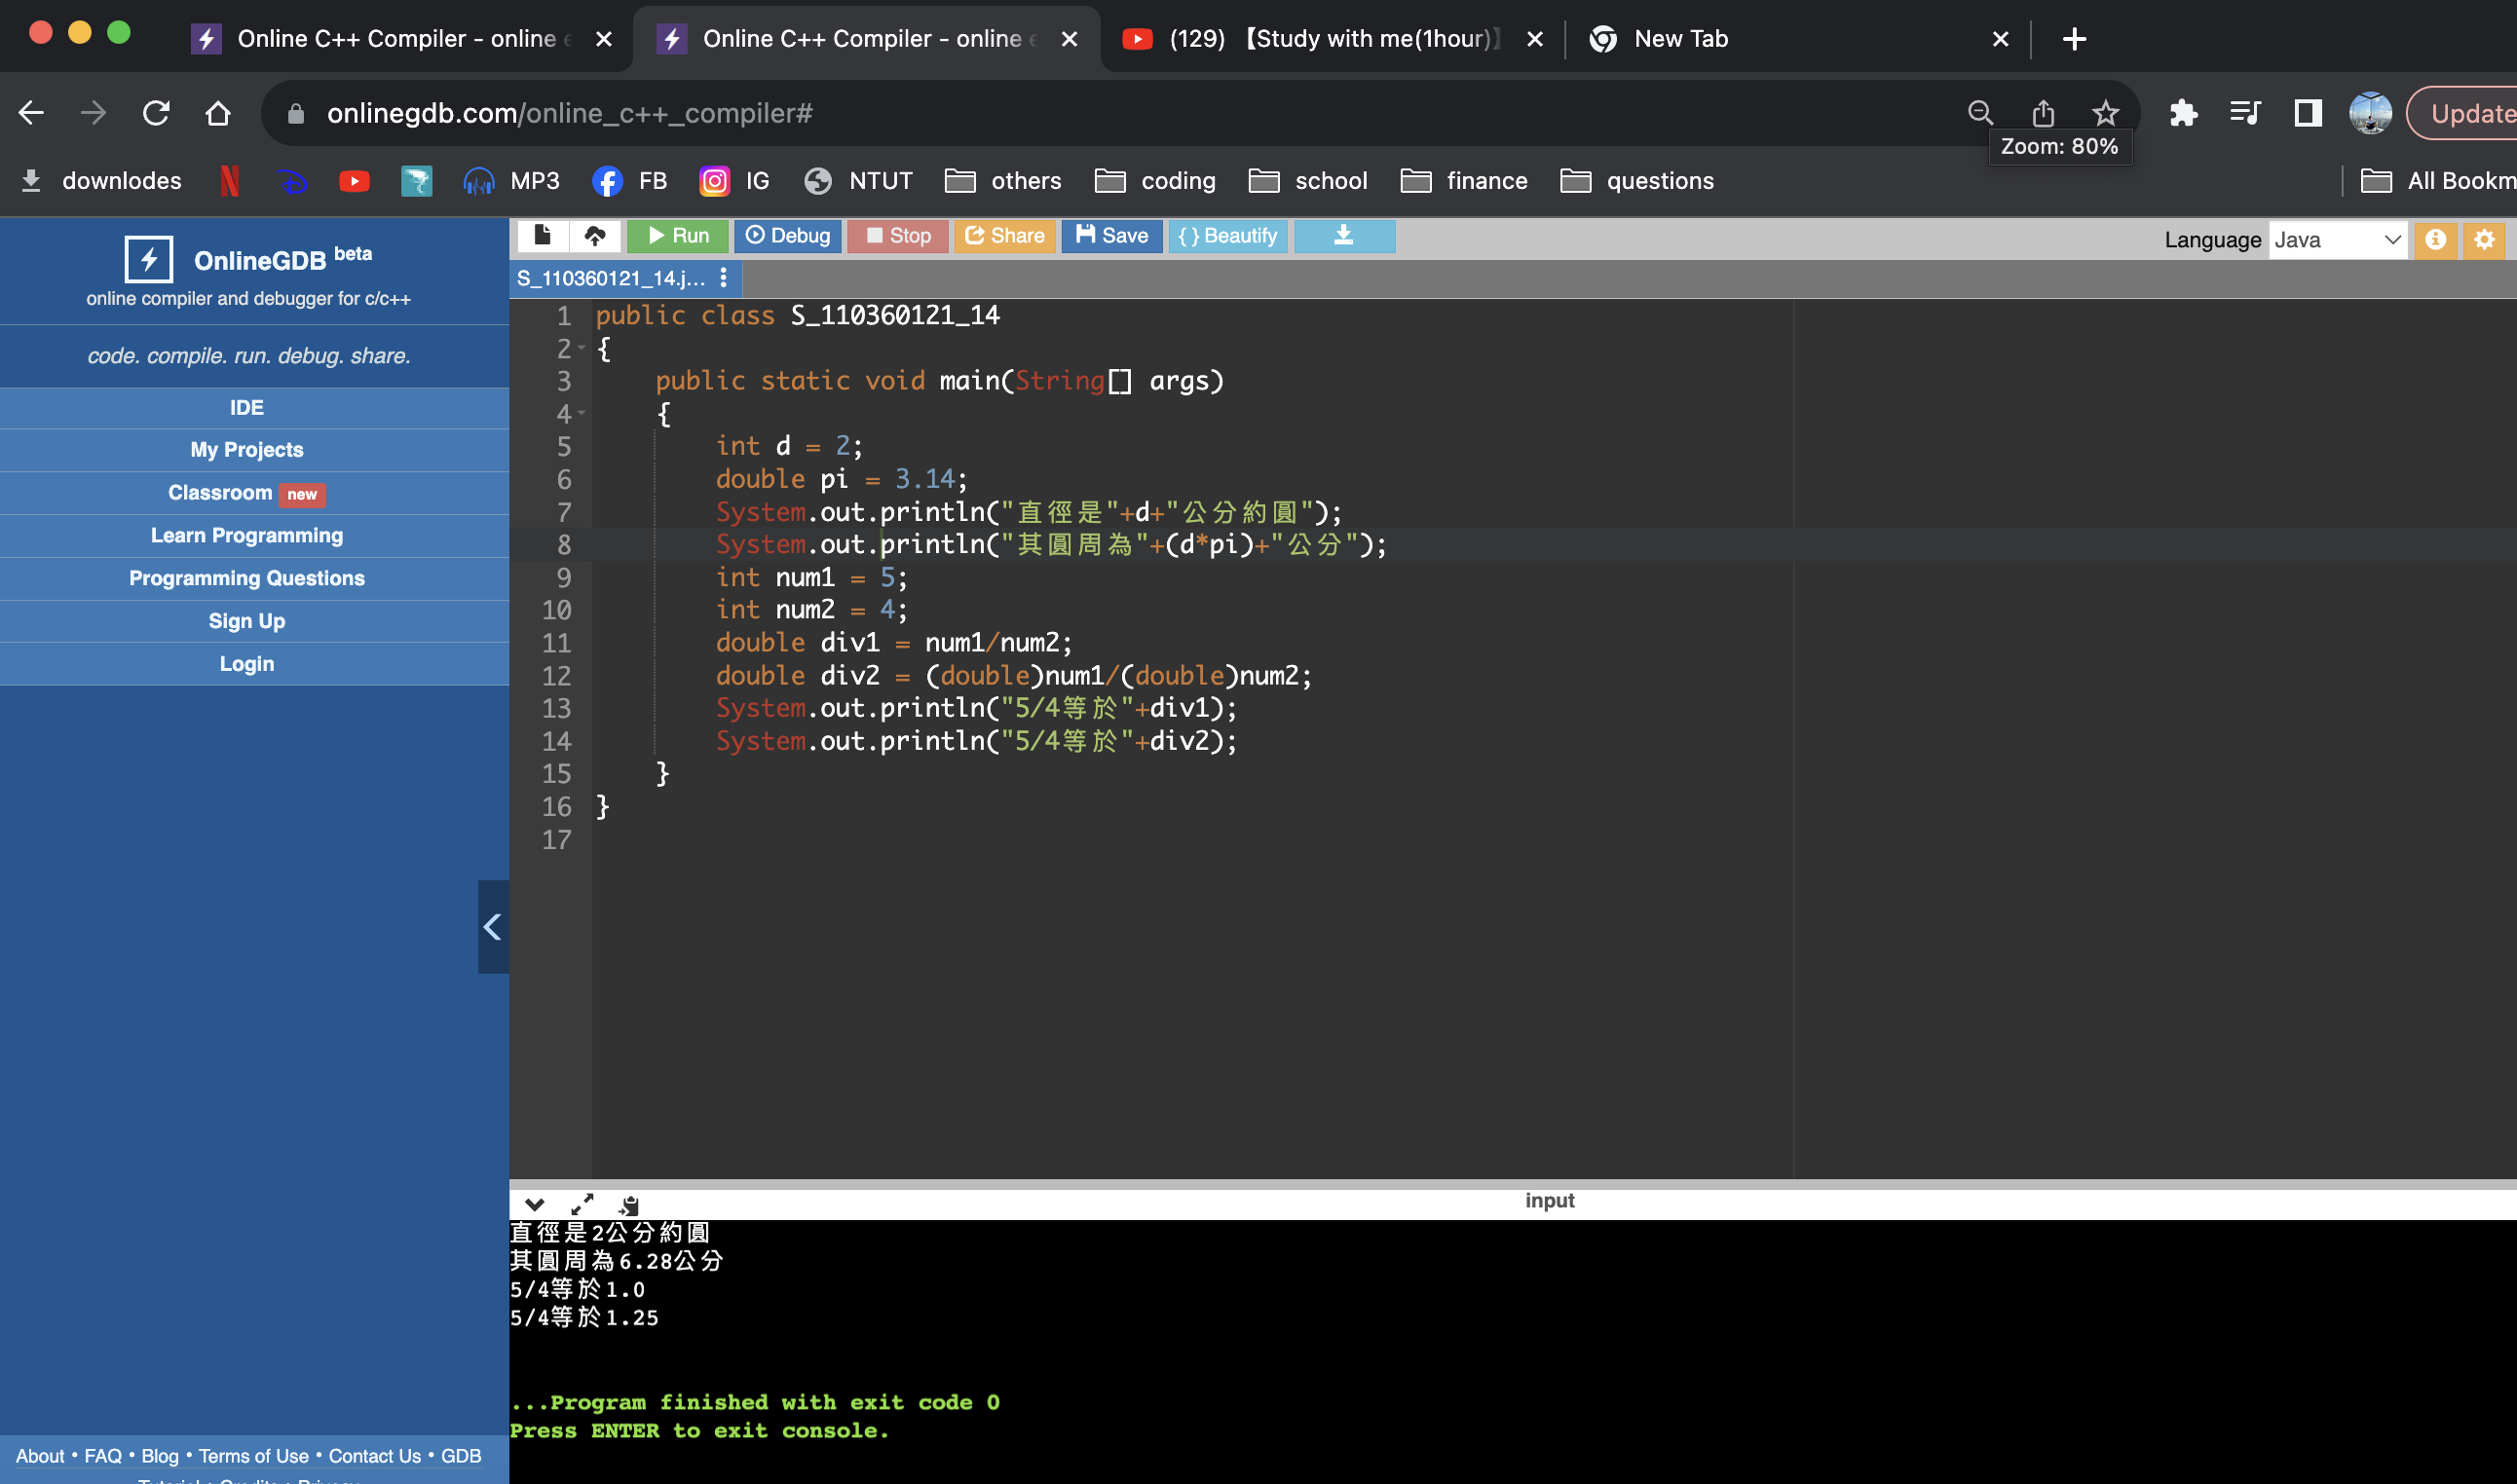 Online C++ Compiler - online
Online C++ Compiler - online
(129) 【Study with me(1hour)】
New Tab
onlinegdb.com/online_c++_compiler#
Update
Zoom: 80%
downlodes
MP3
FB
IG
NTUT
others
coding
school
finance
questions
All Bookm
OnlineGDB beta
online compiler and debugger for c/c++
code. compile. run. debug. share.
IDE
My Projects
Classroom new
Learn Programming
Programming Questions
Sign Up
Login
About • FAQ • Blog • Terms of Use • Contact Us • GDB
Tutorial • Credits • Privacy
Run
Debug
Stop
Share
Save
{ } Beautify
Language Java
S_110360121_14.j...
1 public class S_110360121_14
2 {
3 public static void main(String[] args)
4 {
5 int d = 2;
6 double pi = 3.14;
7 System.out.println("直徑是"+d+"公分約圓");
8 System.out.println("其圓周為"+(d*pi)+"公分");
9 int num1 = 5;
10 int num2 = 4;
11 double div1 = num1/num2;
12 double div2 = (double)num1/(double)num2;
13 System.out.println("5/4等於"+div1);
14 System.out.println("5/4等於"+div2);
15 }
16 }
17
input
直徑是2公分約圓
其圓周為6.28公分
5/4等於1.0
5/4等於1.25
...Program finished with exit code 0
Press ENTER to exit console.